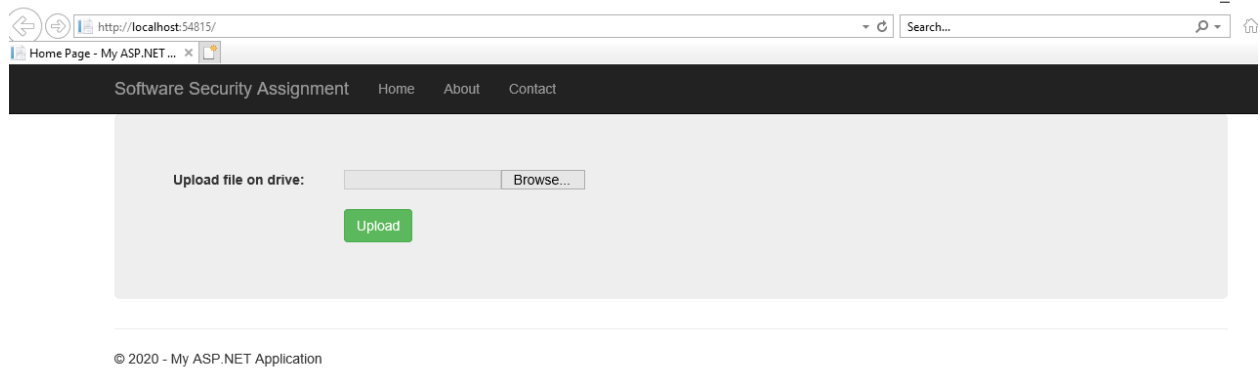 http://localhost:54815/ Search...
Home Page - My ASP.NET ...
Software Security Assignment Home About Contact
Upload file on drive: Browse...
Upload
© 2020 - My ASP.NET Application